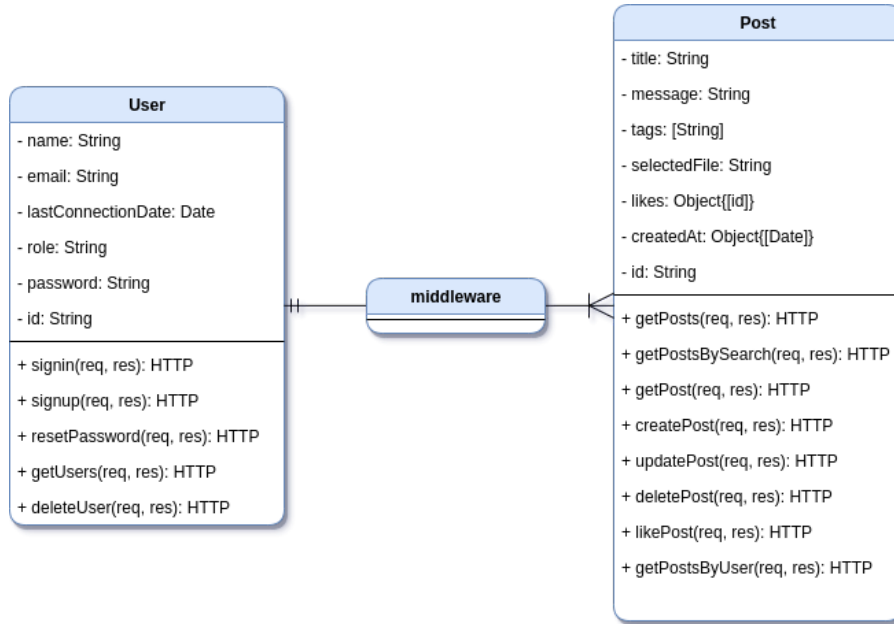 User
- name: String
- email: String
- lastConnectionDate: Date
- role: String
- password: String
- id: String
+ signin(req, res): HTTP
+ signup(req, res): HTTP
+ resetPassword(req, res): HTTP
+ getUsers(req, res): HTTP
+ deleteUser(req, res): HTTP
middleware
Post
- title: String
- message: String
- tags: [String]
- selectedFile: String
- likes: Object{[id]}
- createdAt: Object{[Date]}
- id: String
+ getPosts(req, res): HTTP
+ getPostsBySearch(req, res): HTTP
+ getPost(req, res): HTTP
+ createPost(req, res): HTTP
+ updatePost(req, res): HTTP
+ deletePost(req, res): HTTP
+ likePost(req, res): HTTP
+ getPostsByUser(req, res): HTTP